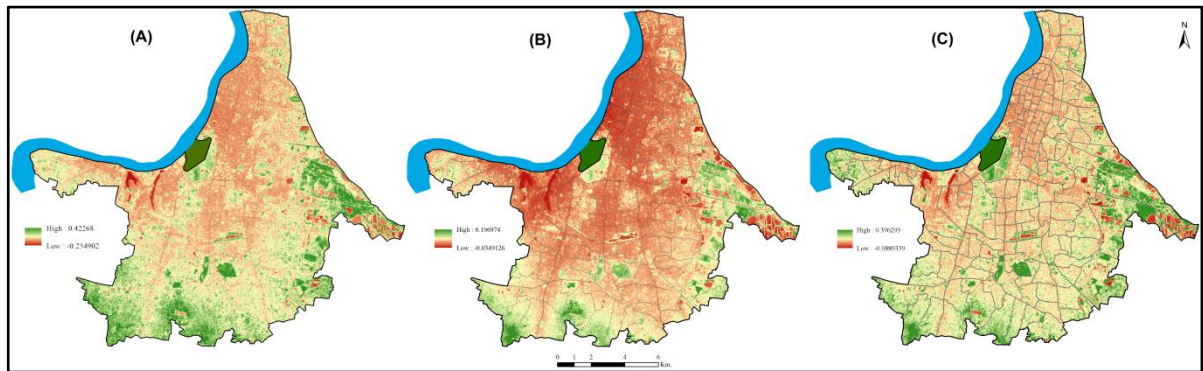 (A)
(B)
(C)
N
High : 0.42268
Low : -0.254902
High : 0.196974
Low : -0.0349126
High : 0.396295
Low : -0.0889339
0 1 2 4 6
Km.